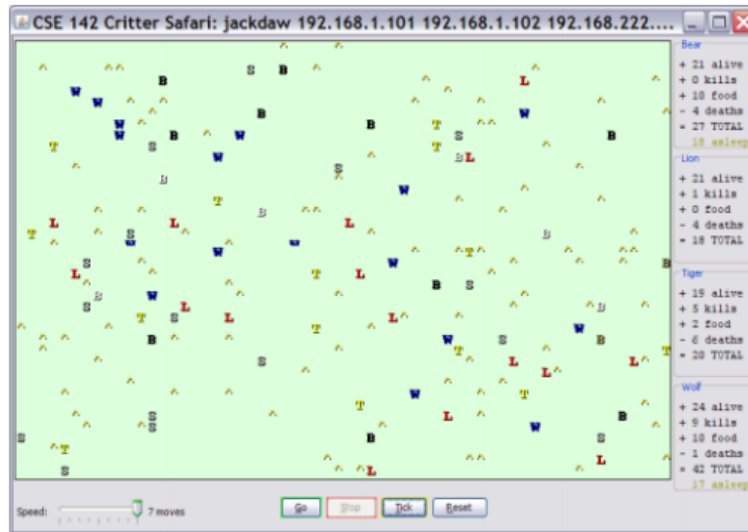 CSE 142 Critter Safari: jackdaw 192.168.1.101 192.168.1.102 192.168.222....
Bear
+ 21 alive
+ 0 kills
+ 10 food
- 4 deaths
= 27 TOTAL
18 asleep
Lion
+ 21 alive
+ 1 kills
+ 0 food
- 4 deaths
= 18 TOTAL
Tiger
+ 19 alive
+ 5 kills
+ 2 food
- 6 deaths
= 20 TOTAL
Wolf
+ 24 alive
+ 9 kills
+ 10 food
- 1 deaths
= 42 TOTAL
17 asleep
Speed: 7 moves
Go Stop Tick Reset